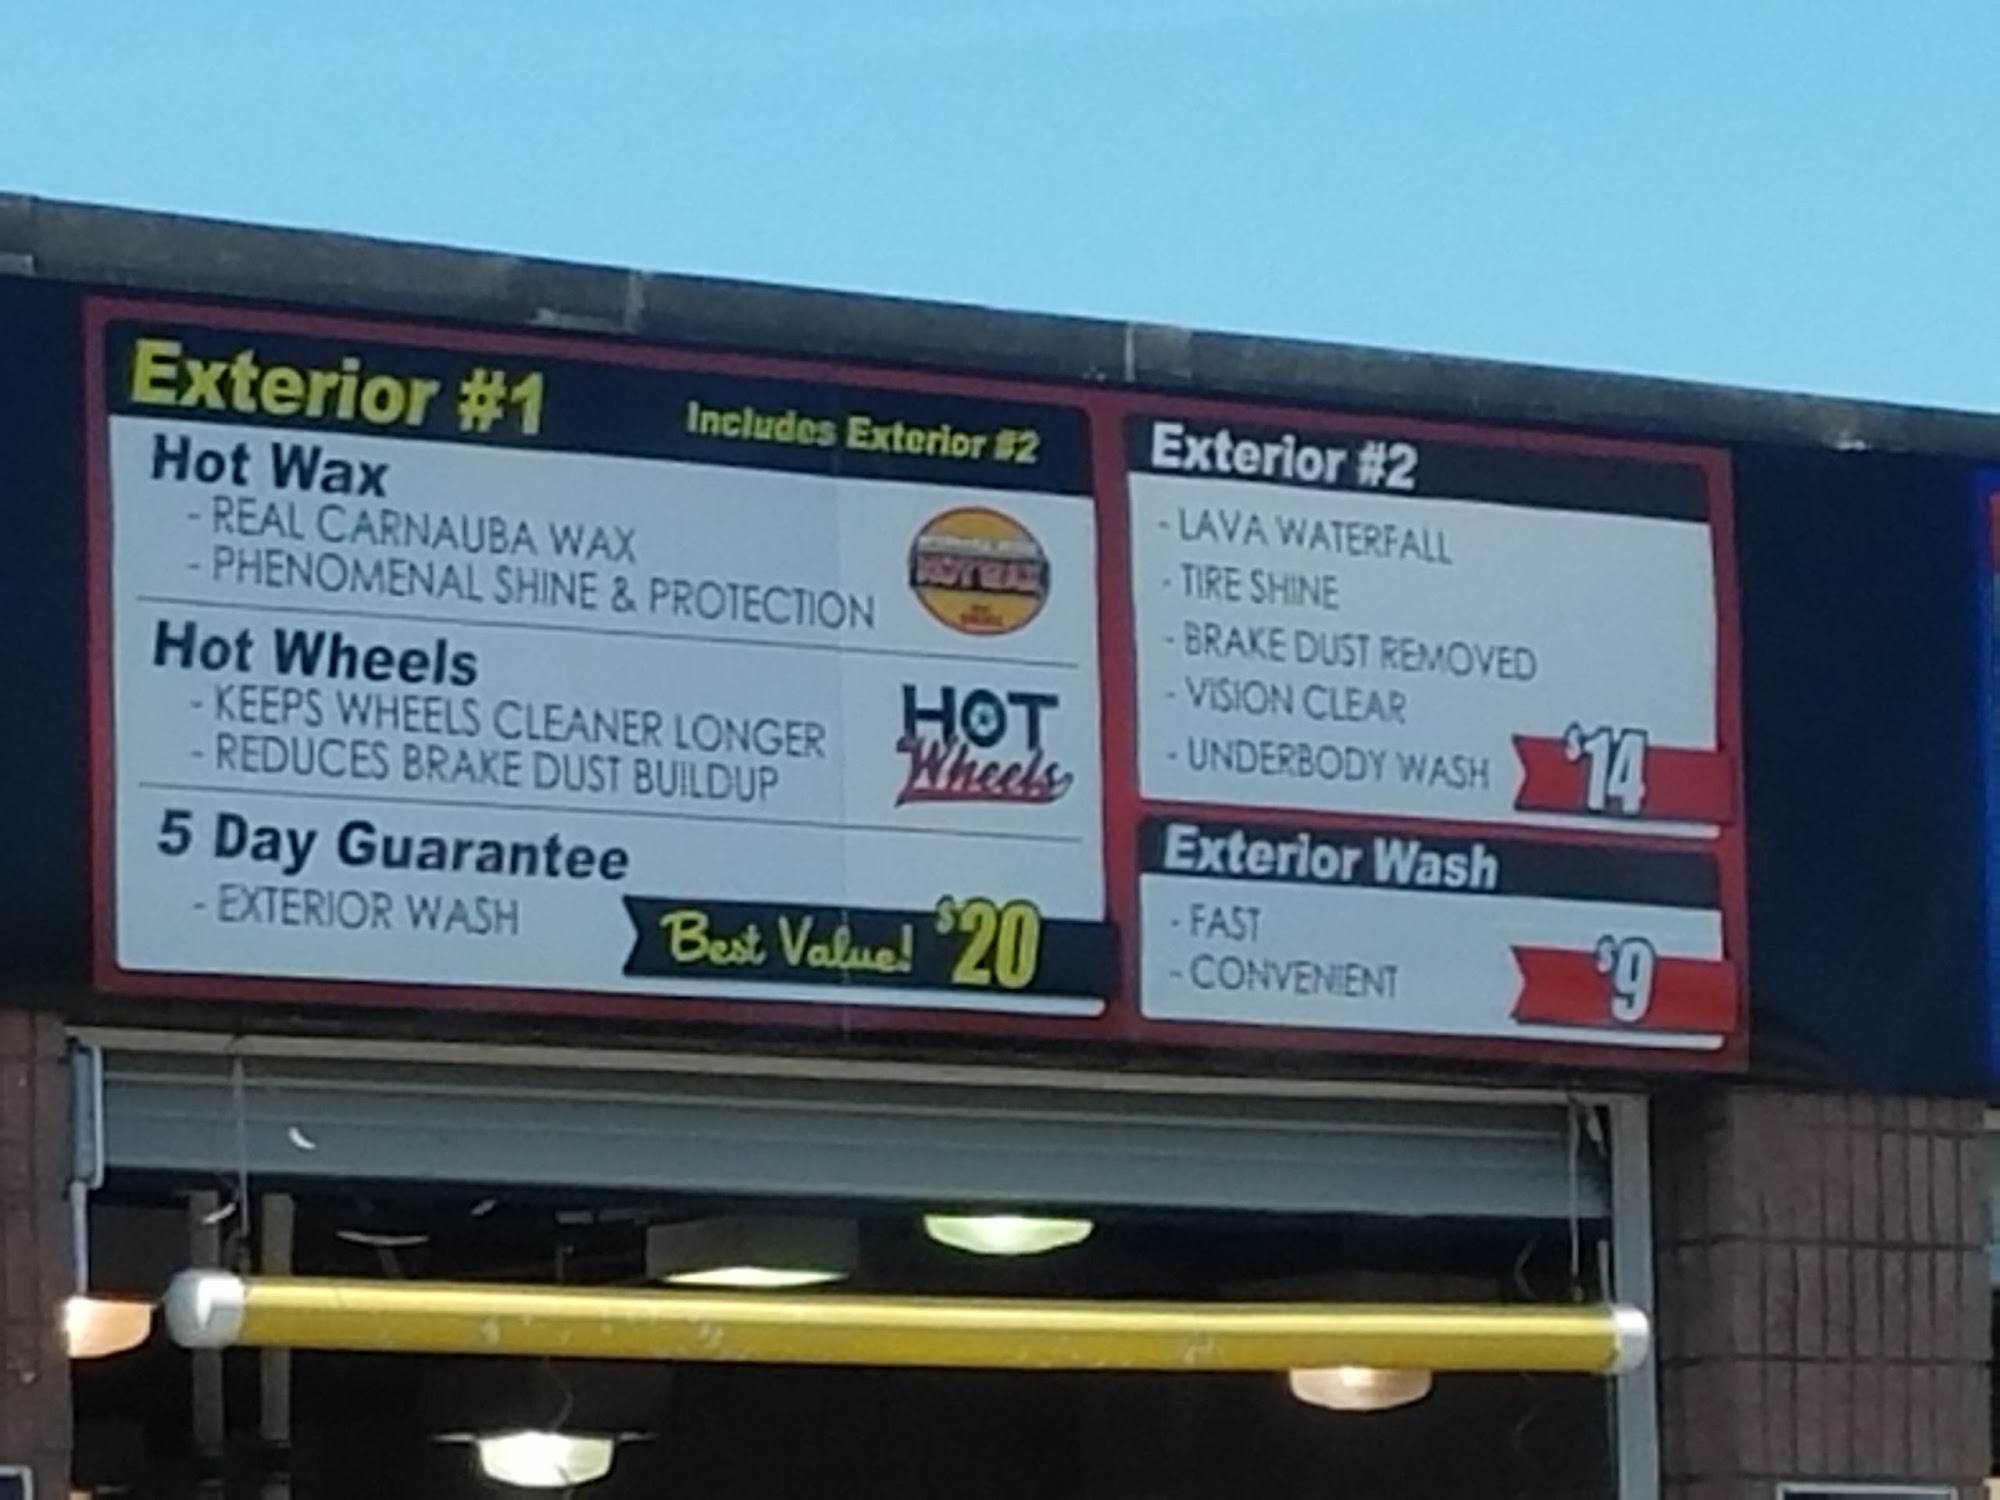 Exterior #1
Includes Exterior #2
Hot Wax
- REAL CARNAUBA WAX
- PHENOMENAL SHINE & PROTECTION
HOT WAX
Hot Wheels
- KEEPS WHEELS CLEANER LONGER
- REDUCES BRAKE DUST BUILDUP
HOT
Wheels
5 Day Guarantee
- EXTERIOR WASH
Best Value! $20
Exterior #2
- LAVA WATERFALL
- TIRE SHINE
- BRAKE DUST REMOVED
- VISION CLEAR
- UNDERBODY WASH
$14
Exterior Wash
- FAST
- CONVENIENT
$9